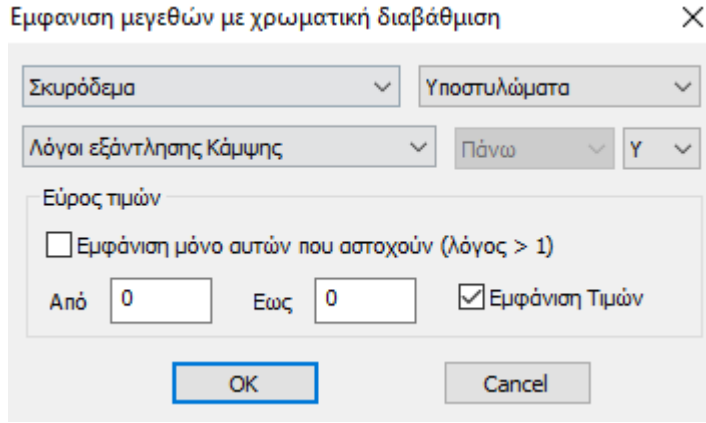 Εμφανιση μεγεθών με χρωματική διαβάθμιση
Σκυρόδεμα Υποστυλώματα
Λόγοι εξάντλησης Κάμψης Πάνω Y
Εύρος τιμών
Εμφάνιση μόνο αυτών που αστοχούν (λόγος > 1)
Από 0 Εως 0 Εμφάνιση Τιμών
OK Cancel